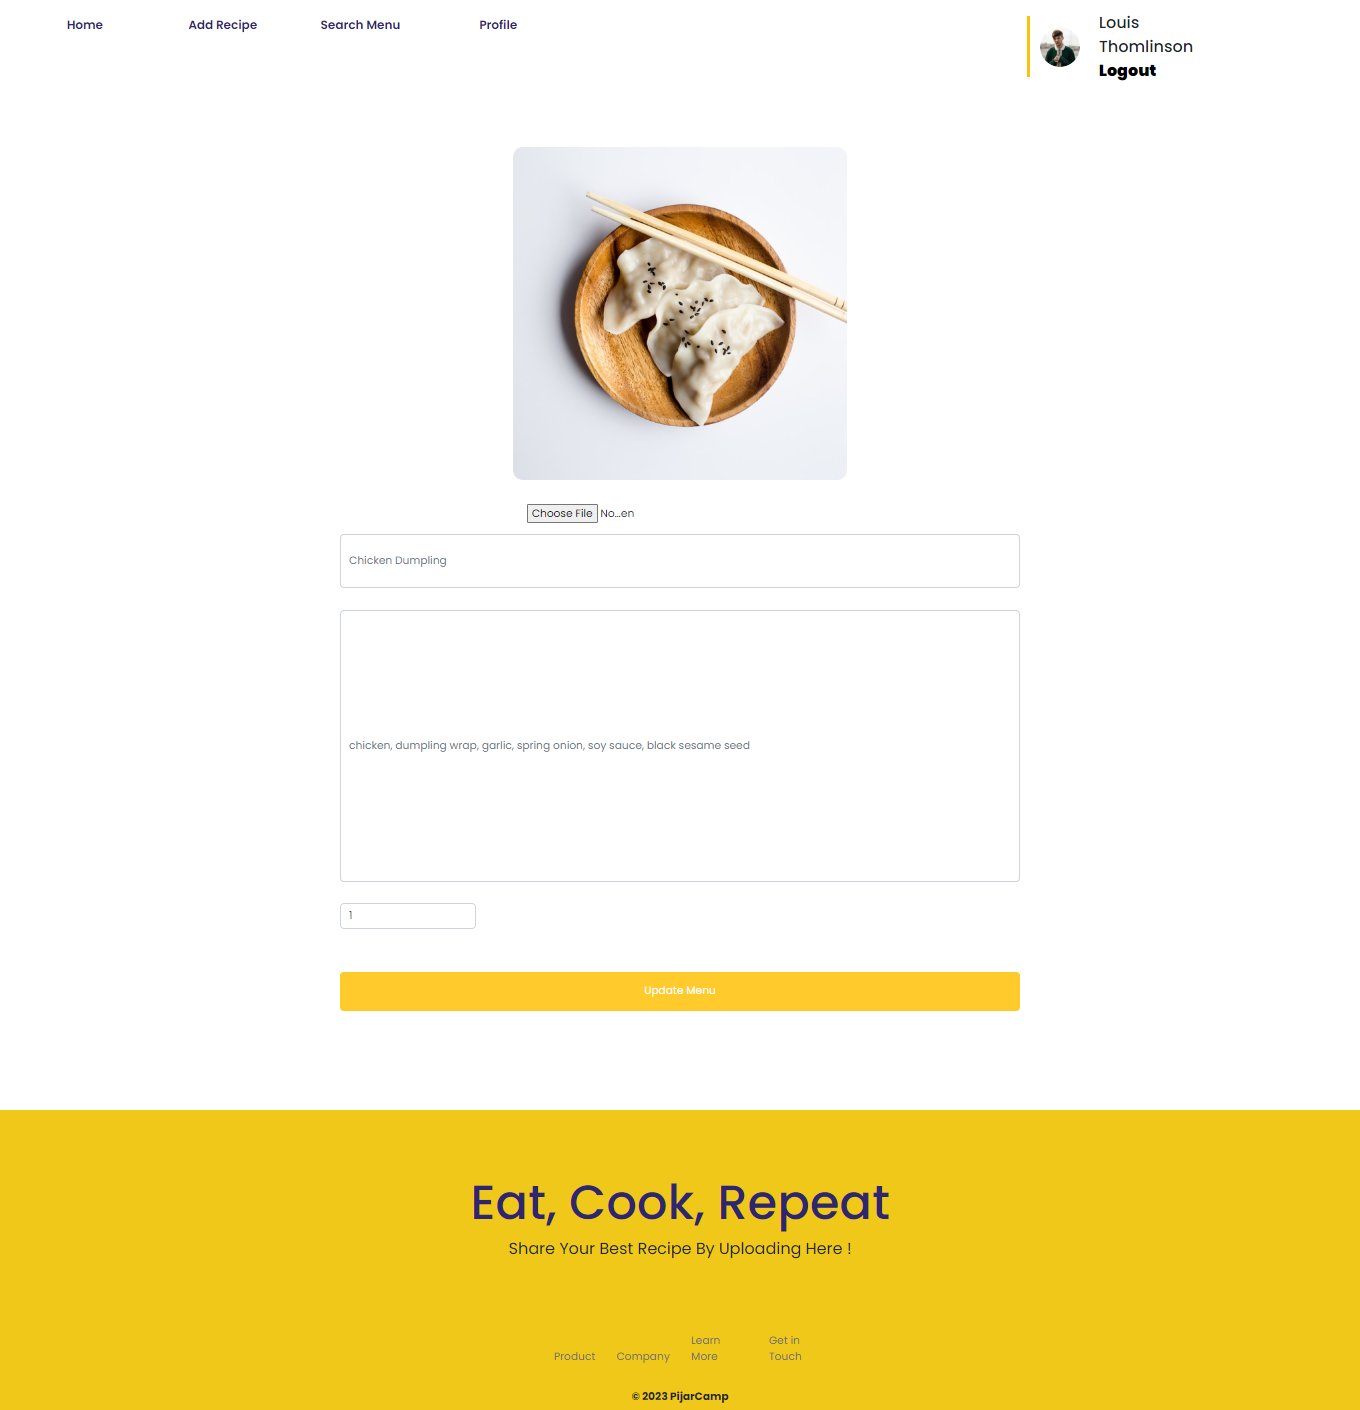 Home
Add Recipe
Search Menu
Profile
Louis
Thomlinson
Logout
Choose File No...en
Chicken Dumpling
chicken, dumpling wrap, garlic, spring onion, soy sauce, black sesame seed
1
Update Menu
Eat, Cook, Repeat
Share Your Best Recipe By Uploading Here !
Product
Company
Learn
More
Get in
Touch
© 2023 PijarCamp